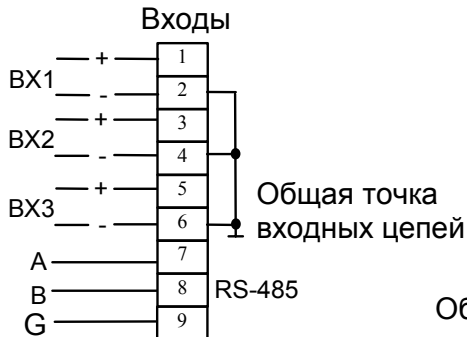 Входы
+ 1
ВХ1
- 2
+ 3
ВХ2
- 4
+ 5
ВХ3
- 6
Общая точка
входных цепей
A 7
B 8 RS-485
G 9
Об